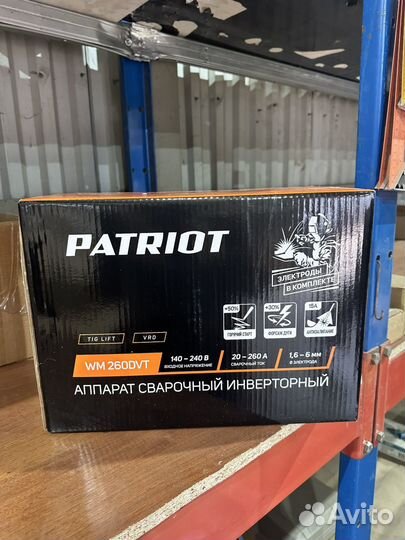 PATRIOT
ЭЛЕКТРОДЫ
В КОМПЛЕКТЕ
+50%
+30%
15А
ГОРЯЧИЙ СТАРТ
ФОРСАЖ ДУГИ
АНТИЗАЛИПАНИЕ
TIG LIFT
VRD
WM 260DVT
140 – 240 В
ВХОДНОЕ НАПРЯЖЕНИЕ
20 – 260 А
СВАРОЧНЫЙ ТОК
1,6 – 6 мм
Ø ЭЛЕКТРОДА
АППАРАТ СВАРОЧНЫЙ ИНВЕРТОРНЫЙ
Avito